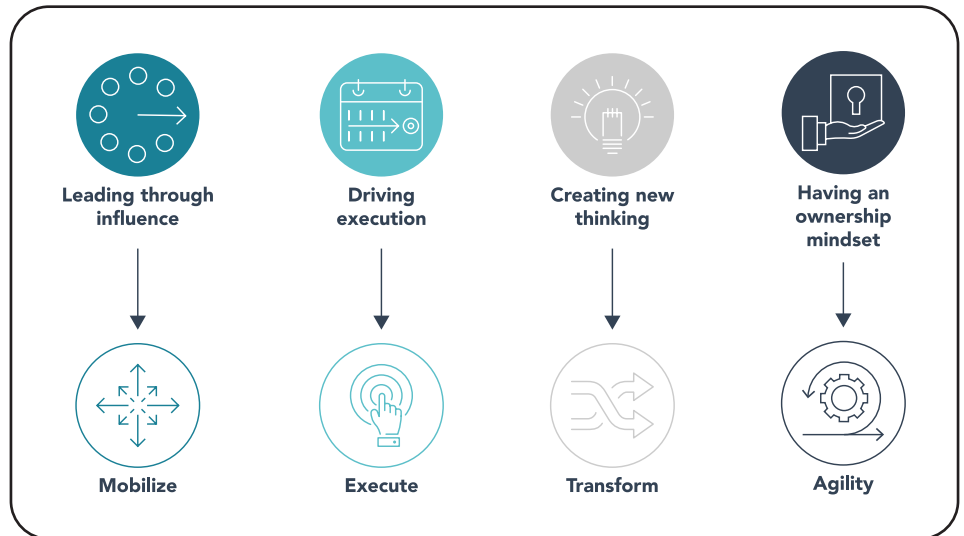 Leading through
influence
Driving
execution
Creating new
thinking
Having an
ownership
mindset
Mobilize
Execute
Transform
Agility